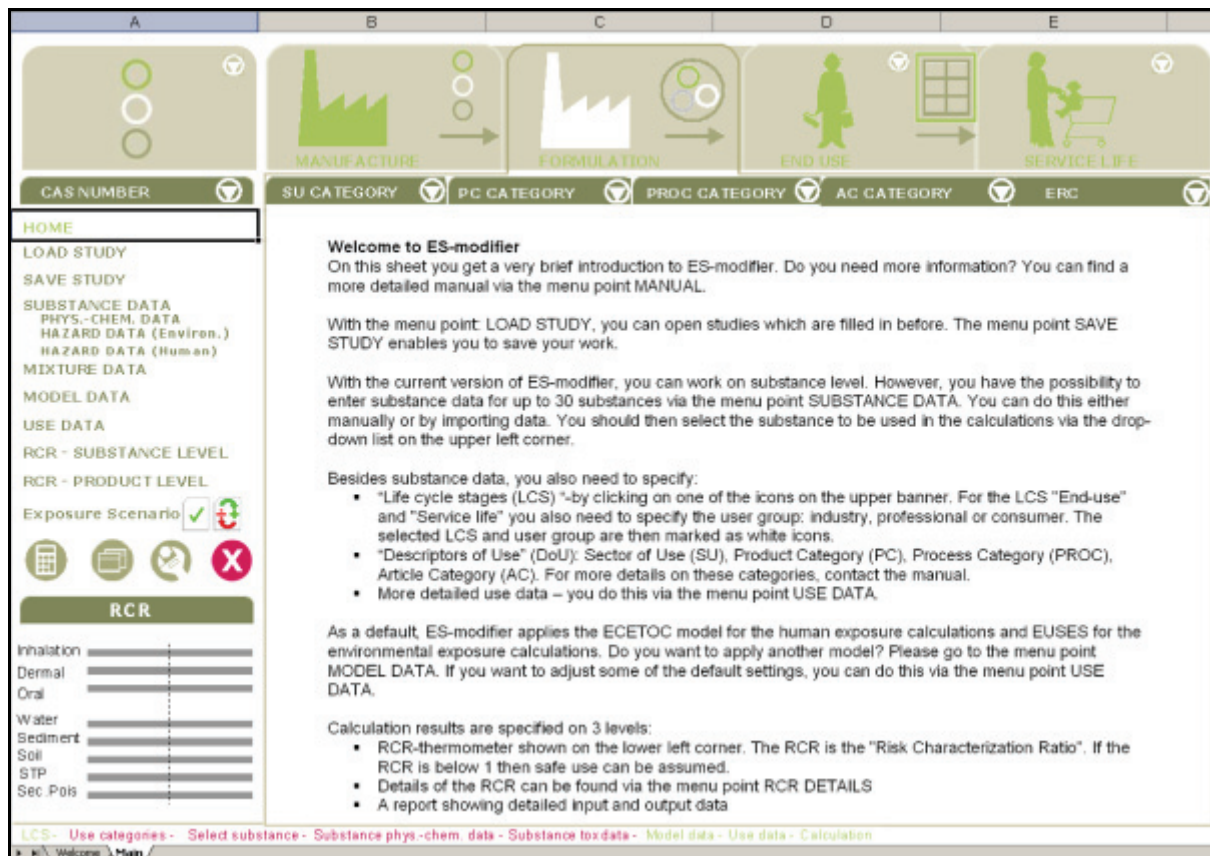 A B C D E
MANUFACTURE FORMULATION END USE SERVICE LIFE
CAS NUMBER SU CATEGORY PC CATEGORY PROC CATEGORY AC CATEGORY ERC
HOME
LOAD STUDY
SAVE STUDY
SUBSTANCE DATA
PHYS.-CHEM. DATA
HAZARD DATA (Environ.)
HAZARD DATA (Human)
MIXTURE DATA
MODEL DATA
USE DATA
RCR - SUBSTANCE LEVEL
RCR - PRODUCT LEVEL
Exposure Scenario
X
RCR
Inhalation
Dermal
Oral
Water
Sediment
Soil
STP
Sec.Pois
Welcome to ES-modifier
On this sheet you get a very brief introduction to ES-modifier. Do you need more information? You can find a
more detailed manual via the menu point MANUAL.
With the menu point: LOAD STUDY, you can open studies which are filled in before. The menu point SAVE
STUDY enables you to save your work.
With the current version of ES-modifier, you can work on substance level. However, you have the possibility to
enter substance data for up to 30 substances via the menu point SUBSTANCE DATA. You can do this either
manually or by importing data. You should then select the substance to be used in the calculations via the drop-
down list on the upper left corner.
Besides substance data, you also need to specify:
▪ "Life cycle stages (LCS) "-by clicking on one of the icons on the upper banner. For the LCS "End-use"
and "Service life" you also need to specify the user group: industry, professional or consumer. The
selected LCS and user group are then marked as white icons.
▪ "Descriptors of Use" (DoU): Sector of Use (SU), Product Category (PC), Process Category (PROC),
Article Category (AC). For more details on these categories, contact the manual.
▪ More detailed use data – you do this via the menu point USE DATA.
As a default, ES-modifier applies the ECETOC model for the human exposure calculations and EUSES for the
environmental exposure calculations. Do you want to apply another model? Please go to the menu point
MODEL DATA. If you want to adjust some of the default settings, you can do this via the menu point USE
DATA.
Calculation results are specified on 3 levels:
▪ RCR-thermometer shown on the lower left corner. The RCR is the "Risk Characterization Ratio". If the
RCR is below 1 then safe use can be assumed.
▪ Details of the RCR can be found via the menu point RCR DETAILS
▪ A report showing detailed input and output data
LCS - Use categories - Select substance - Substance phys.-chem. data - Substance tox data - Model data - Use data - Calculation
Welcome Main